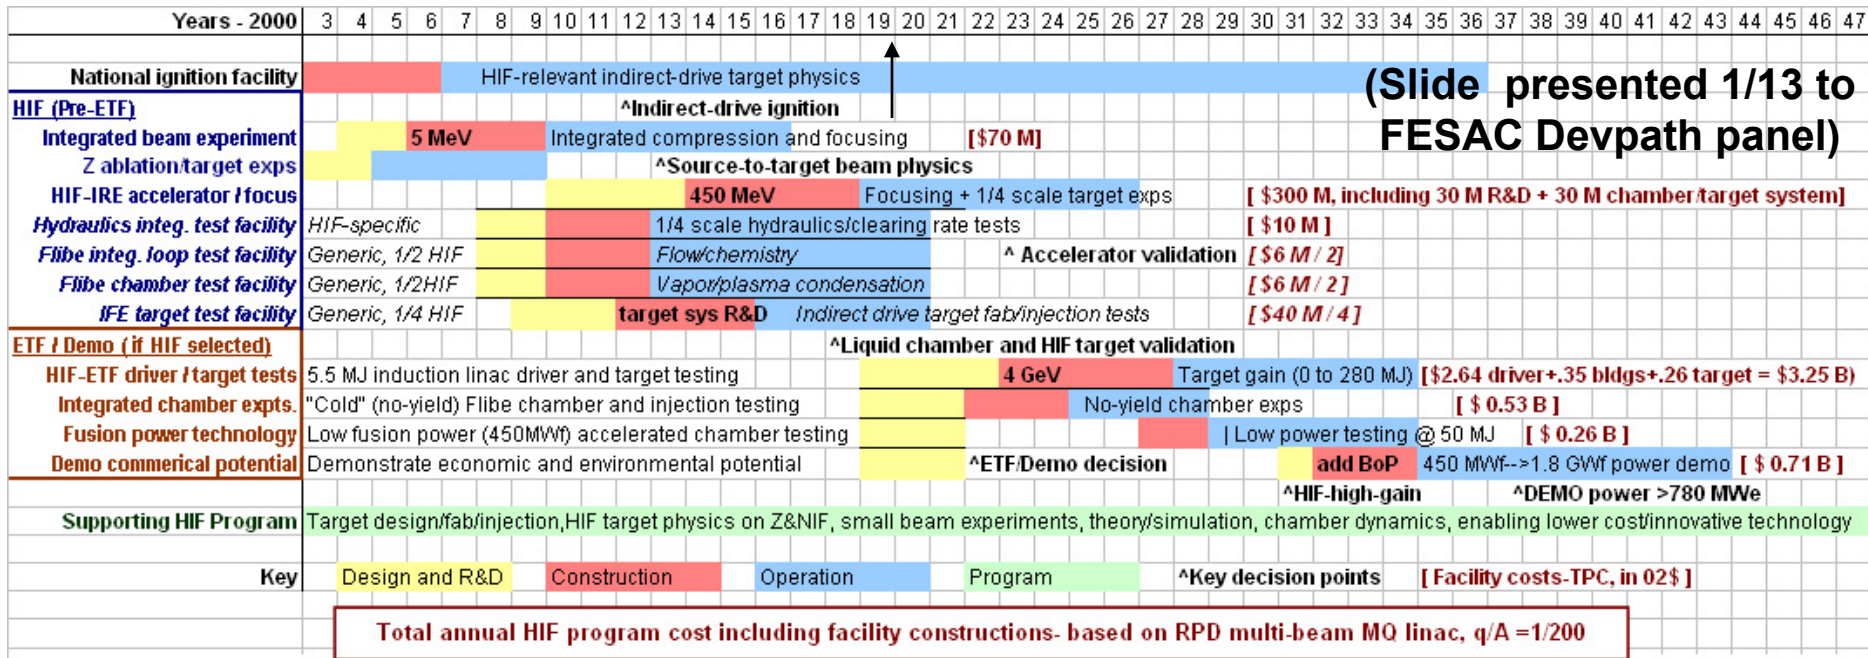 Years - 2000 3 4 5 6 7 8 9 10 11 12 13 14 15 16 17 18 19 20 21 22 23 24 25 26 27 28 29 30 31 32 33 34 35 36 37 38 39 40 41 42 43 44 45 46 47
National ignition facility HIF-relevant indirect-drive target physics
(Slide presented 1/13 to
FESAC Devpath panel)
HIF (Pre-ETF) ^Indirect-drive ignition
Integrated beam experiment 5 MeV Integrated compression and focusing [$70 M]
Z ablation/target exps ^Source-to-target beam physics
HIF-IRE accelerator / focus 450 MeV Focusing + 1/4 scale target exps [ $300 M, including 30 M R&D + 30 M chamber/target system]
Hydraulics integ. test facility HIF-specific 1/4 scale hydraulics/clearing rate tests [ $10 M ]
Flibe integ. loop test facility Generic, 1/2 HIF Flow/chemistry ^ Accelerator validation [ $6 M / 2]
Flibe chamber test facility Generic, 1/2HIF Vapor/plasma condensation [ $6 M / 2]
IFE target test facility Generic, 1/4 HIF target sys R&D Indirect drive target fab/injection tests [ $40 M / 4]
ETF / Demo ( if HIF selected) ^Liquid chamber and HIF target validation
HIF-ETF driver / target tests 5.5 MJ induction linac driver and target testing 4 GeV Target gain (0 to 280 MJ) [$2.64 driver+.35 bldgs+.26 target = $3.25 B)
Integrated chamber expts. "Cold" (no-yield) Flibe chamber and injection testing No-yield chamber exps [ $ 0.53 B ]
Fusion power technology Low fusion power (450MWf) accelerated chamber testing | Low power testing @ 50 MJ [ $ 0.26 B ]
Demo commerical potential Demonstrate economic and environmental potential ^ETF/Demo decision add BoP 450 MWf-->1.8 GWf power demo [ $ 0.71 B ]
^HIF-high-gain ^DEMO power >780 MWe
Supporting HIF Program Target design/fab/injection,HIF target physics on Z&NIF, small beam experiments, theory/simulation, chamber dynamics, enabling lower cost/innovative technology
Key Design and R&D Construction Operation Program ^Key decision points [ Facility costs-TPC, in 02$ ]
Total annual HIF program cost including facility constructions- based on RPD multi-beam MQ linac, q/A =1/200